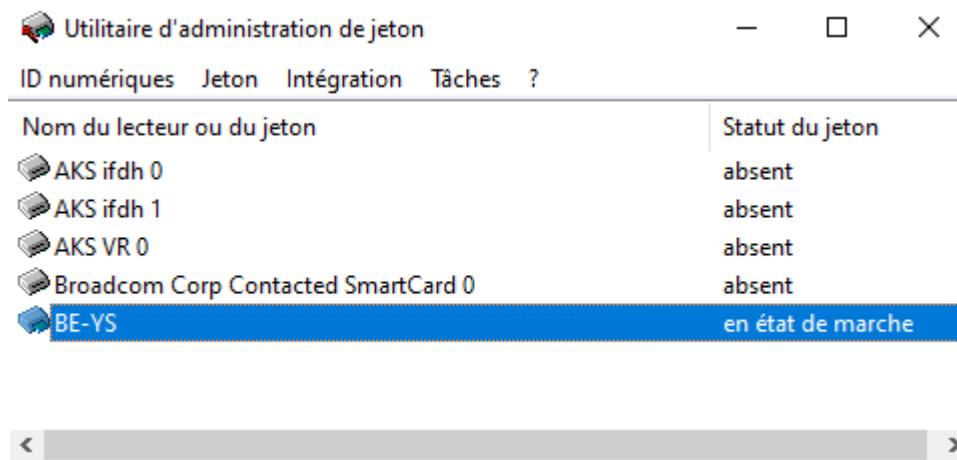 Utilitaire d'administration de jeton
ID numériques Jeton Intégration Tâches ?
Nom du lecteur ou du jeton Statut du jeton
AKS ifdh 0 absent
AKS ifdh 1 absent
AKS VR 0 absent
Broadcom Corp Contacted SmartCard 0 absent
BE-YS en état de marche